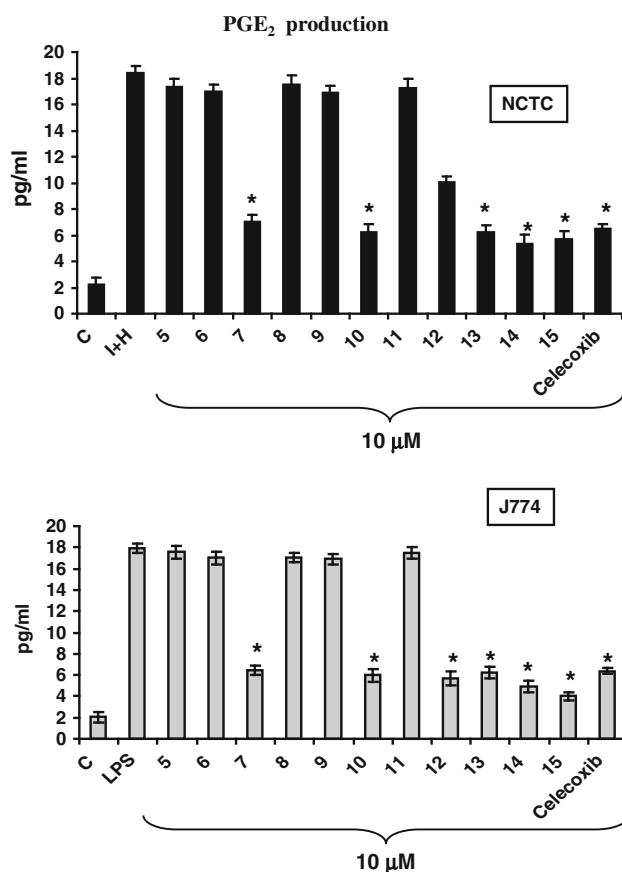 PGE₂ production
20
18
16
14
12
10
8
6
4
2
0
pg/ml
NCTC
* * * * * *
C I+H 5 6 7 8 9 10 11 12 13 14 15 Celecoxib
10 µM
J774
20
18
16
14
12
10
8
6
4
2
0
pg/ml
* * * * * * *
C LPS 5 6 7 8 9 10 11 12 13 14 15 Celecoxib
10 µM